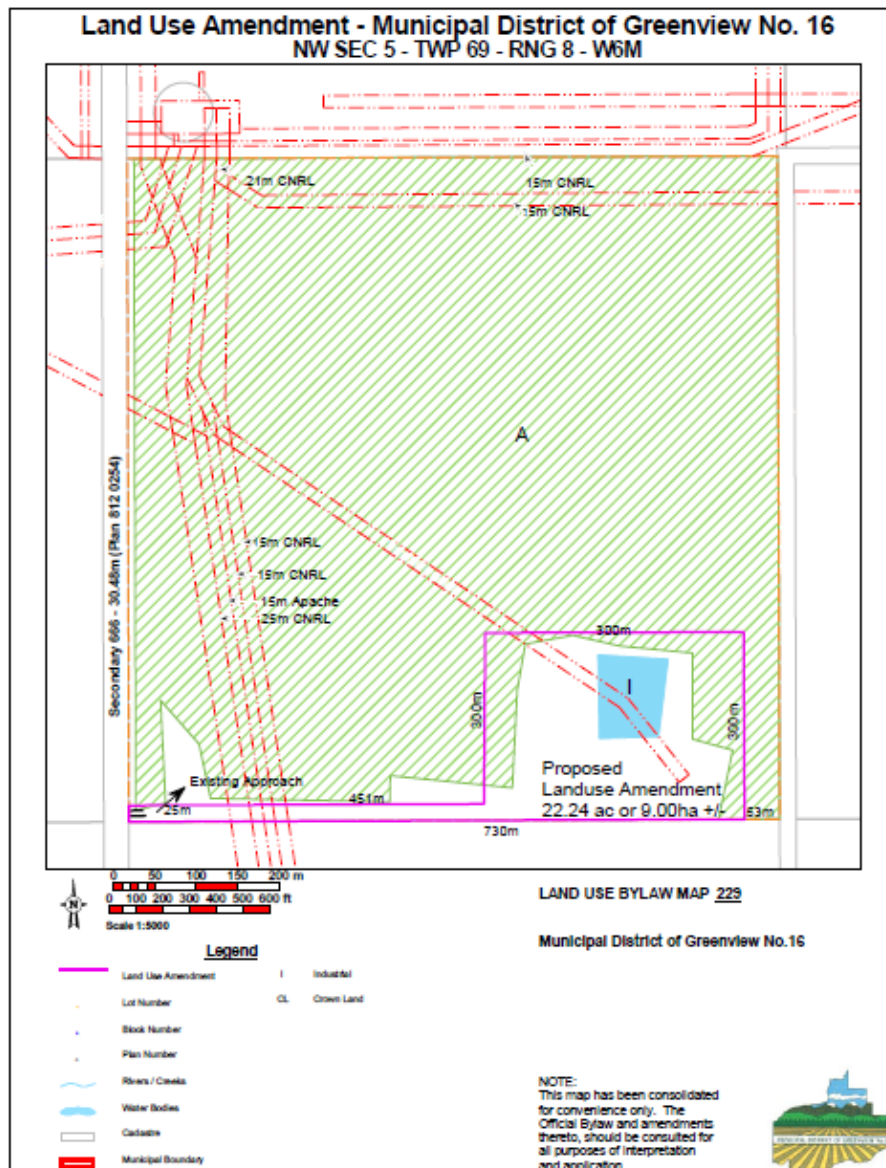 Land Use Amendment - Municipal District of Greenview No. 16
NW SEC 5 - TWP 69 - RNG 8 - W6M
21m CNRL
15m CNRL
15m CNRL
A
Secondary 666 - 30.48m (Plan 812 0254)
15m CNRL
15m CNRL
15m Apache
25m CNRL
300m
I
300m
300m
Existing Approach
Proposed
Landuse Amendment
22.24 ac or 9.00ha +/-
451m
25m
63m
730m
0 50 100 150 200 m
0 100 200 300 400 500 600 ft
Scale 1:5000
N
LAND USE BYLAW MAP 229
Municipal District of Greenview No.16
Legend
Land Use Amendment
I Industrial
Lot Number
CL Crown Land
Block Number
Plan Number
Rivers / Creeks
Water Bodies
Cadastre
Municipal Boundary
NOTE:
This map has been consolidated
for convenience only. The
Official Bylaw and amendments
thereto, should be consulted for
all purposes of interpretation
and application